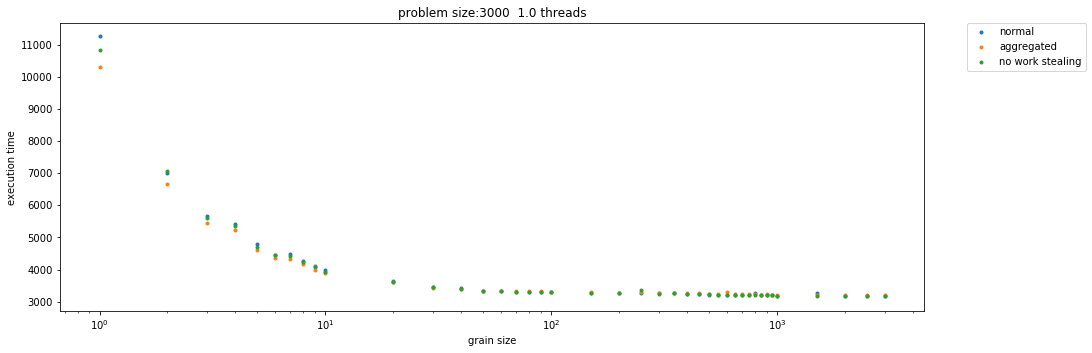 problem size:3000  1.0 threads
normal
aggregated
no work stealing
execution time
11000
10000
9000
8000
7000
6000
5000
4000
3000
10⁰
10¹
10²
10³
grain size